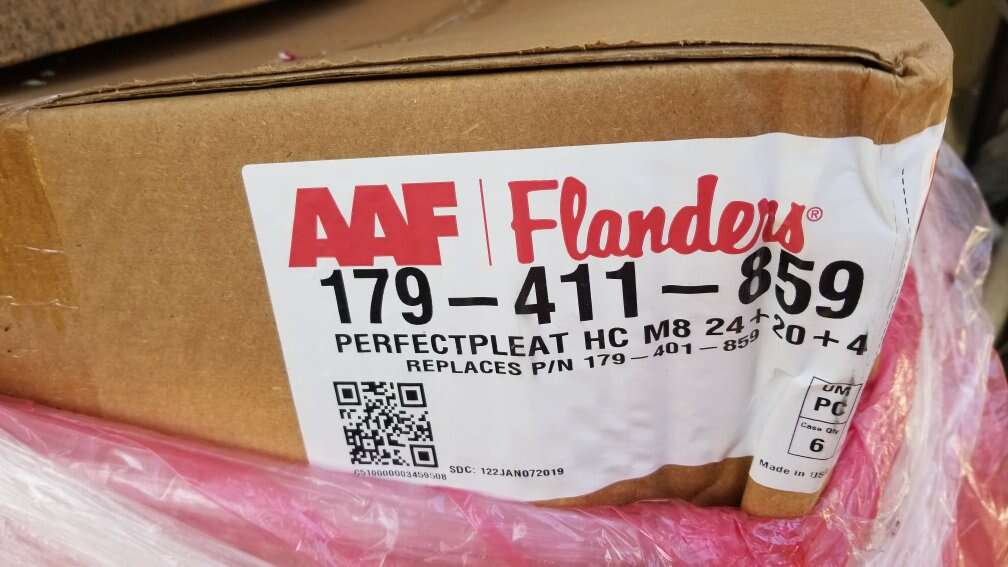 AAF | Flanders®
179-411-859
PERFECTPLEAT HC M8 24+20+4
REPLACES P/N 179-401-859
UM
PC
Case Qty
6
SDC: 122JAN072019
Made in